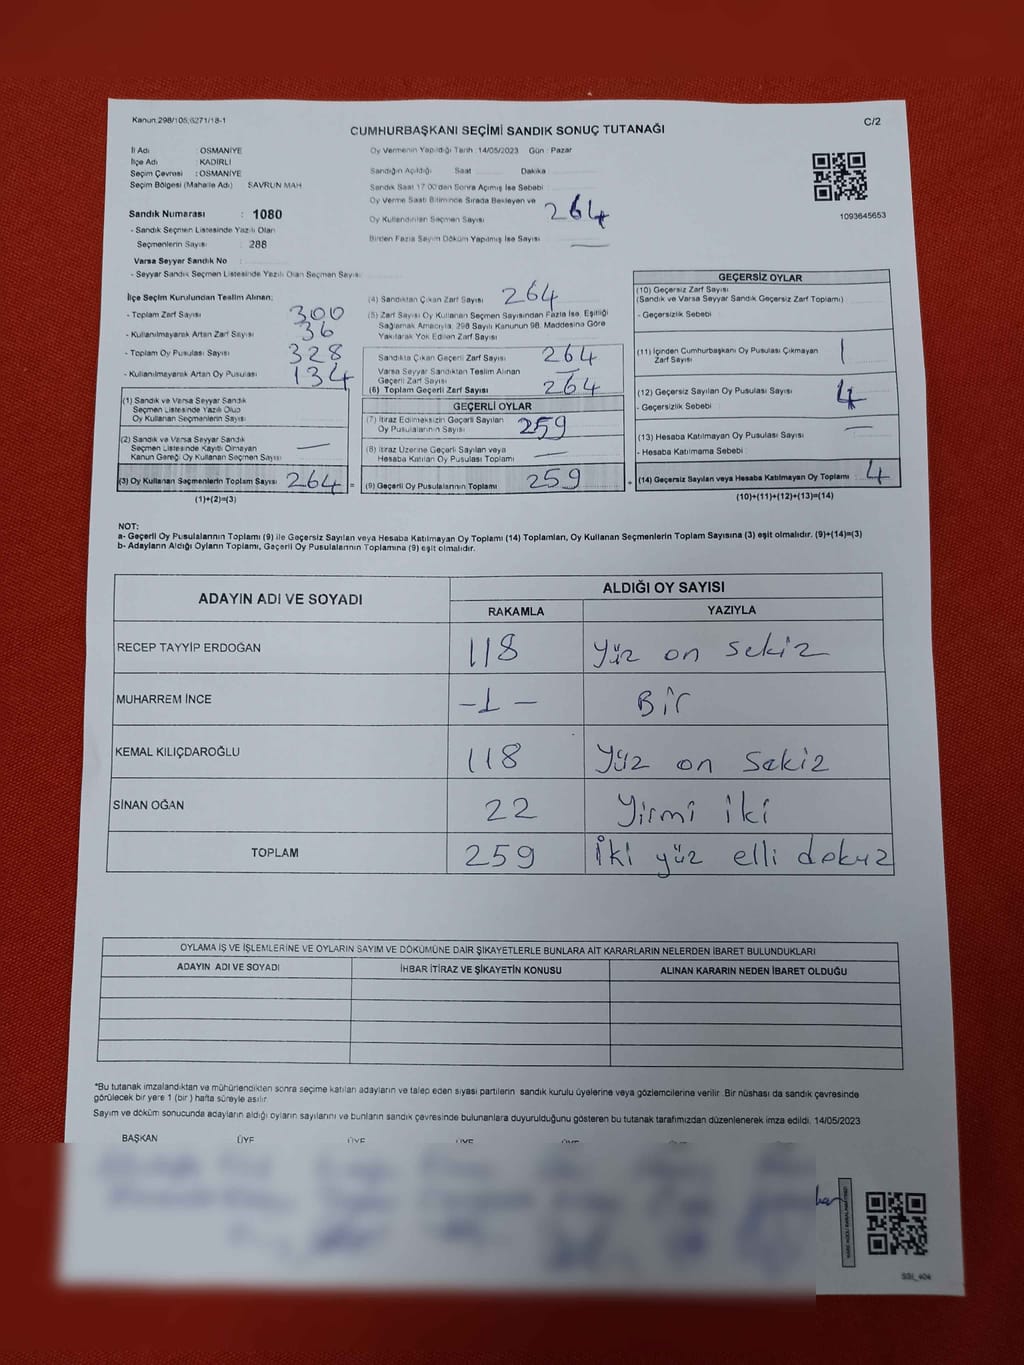 Kanun.298/105,6271/18-1
C/2
CUMHURBAŞKANI SEÇİMİ SANDIK SONUÇ TUTANAĞI
İl Adı : OSMANİYE
İlçe Adı : KADİRLİ
Seçim Çevresi : OSMANİYE
Seçim Bölgesi (Mahalle Adı) SAVRUN MAH
Sandık Numarası : 1080
- Sandık Seçmen Listesinde Yazılı Olan
Seçmenlerin Sayısı : 288
Varsa Seyyar Sandık No :
- Seyyar Sandık Seçmen Listesinde Yazılı Olan Seçmen Sayısı
Oy Vermenin Yapıldığı Tarih :14/05/2023 Gün : Pazar
Sandığın Açıldığı Saat Dakika
Sandık Saat 17.00'den Sonra Açılmış İse Sebebi
Oy Verme Saati Bitiminde Sırada Bekleyen ve
Oy Kullandırılan Seçmen Sayısı 264
Birden Fazla Sayım Döküm Yapılmış İse Sayısı —
1093645653
İlçe Seçim Kurulundan Teslim Alınan;
- Toplam Zarf Sayısı 300
- Kullanılmayarak Artan Zarf Sayısı 36
- Toplam Oy Pusulası Sayısı 328
- Kullanılmayarak Artan Oy Pusulası 134
(1) Sandık ve Varsa Seyyar Sandık
Seçmen Listesinde Yazılı Olup
Oy Kullanan Seçmenlerin Sayısı
(2) Sandık ve Varsa Seyyar Sandık
Seçmen Listesinde Kayıtlı Olmayan
Kanun Gereği Oy Kullanan Seçmen Sayısı —
(3) Oy Kullanan Seçmenlerin Toplam Sayısı 264 =
(1)+(2)=(3)
(4) Sandıktan Çıkan Zarf Sayısı 264
(5) Zarf Sayısı Oy Kullanan Seçmen Sayısından Fazla İse, Eşitliği
Sağlamak Amacıyla, 298 Sayılı Kanunun 98. Maddesine Göre
Yakılarak Yok Edilen Zarf Sayısı
Sandıkta Çıkan Geçerli Zarf Sayısı 264
Varsa Seyyar Sandıktan Teslim Alınan
Geçerli Zarf Sayısı —
(6) Toplam Geçerli Zarf Sayısı 264
GEÇERLİ OYLAR
(7) İtiraz Edilmeksizin Geçerli Sayılan
Oy Pusulalarının Sayısı 259
(8) İtiraz Üzerine Geçerli Sayılan veya
Hesaba Katılan Oy Pusulası Toplamı —
(9) Geçerli Oy Pusulalarının Toplamı 259 +
GEÇERSİZ OYLAR
(10) Geçersiz Zarf Sayısı
(Sandık ve Varsa Seyyar Sandık Geçersiz Zarf Toplamı)
- Geçersizlik Sebebi
(11) İçinden Cumhurbaşkanı Oy Pusulası Çıkmayan
Zarf Sayısı 1
(12) Geçersiz Sayılan Oy Pusulası Sayısı 4
- Geçersizlik Sebebi
(13) Hesaba Katılmayan Oy Pusulası Sayısı —
- Hesaba Katılmama Sebebi
(14) Geçersiz Sayılan veya Hesaba Katılmayan Oy Toplamı 4
(10)+(11)+(12)+(13)=(14)
NOT:
a- Geçerli Oy Pusulalarının Toplamı (9) ile Geçersiz Sayılan veya Hesaba Katılmayan Oy Toplamı (14) Toplamları, Oy Kullanan Seçmenlerin Toplam Sayısına (3) eşit olmalıdır. (9)+(14)=(3)
b- Adayların Aldığı Oyların Toplamı, Geçerli Oy Pusulalarının Toplamına (9) eşit olmalıdır.
ADAYIN ADI VE SOYADI
ALDIĞI OY SAYISI
RAKAMLA YAZIYLA
RECEP TAYYİP ERDOĞAN 118 Yüz on sekiz
MUHARREM İNCE -1- Bir
KEMAL KILIÇDAROĞLU 118 Yüz on sekiz
SİNAN OĞAN 22 Yirmi iki
TOPLAM 259 İki yüz elli dokuz
OYLAMA İŞ VE İŞLEMLERİNE VE OYLARIN SAYIM VE DÖKÜMÜNE DAİR ŞİKAYETLERLE BUNLARA AİT KARARLARIN NELERDEN İBARET BULUNDUKLARI
ADAYIN ADI VE SOYADI İHBAR İTİRAZ VE ŞİKAYETİN KONUSU ALINAN KARARIN NEDEN İBARET OLDUĞU
*Bu tutanak imzalandıktan ve mühürlendikten sonra seçime katılan adayların ve talep eden siyasi partilerin sandık kurulu üyelerine veya gözlemcilerine verilir. Bir nüshası da sandık çevresinde
görülecek bir yere 1 (bir ) hafta süreyle asılır.
Sayım ve döküm sonucunda adayların aldığı oyların sayılarını ve bunların sandık çevresinde bulunanlara duyurulduğunu gösteren bu tutanak tarafımızdan düzenlenerek imza edildi. 14/05/2023
BAŞKAN ÜYE ÜYE ÜYE ÜYE